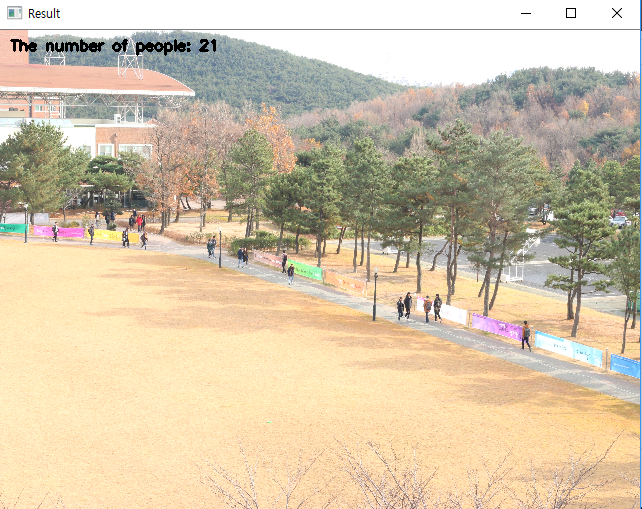 Result
The number of people: 21